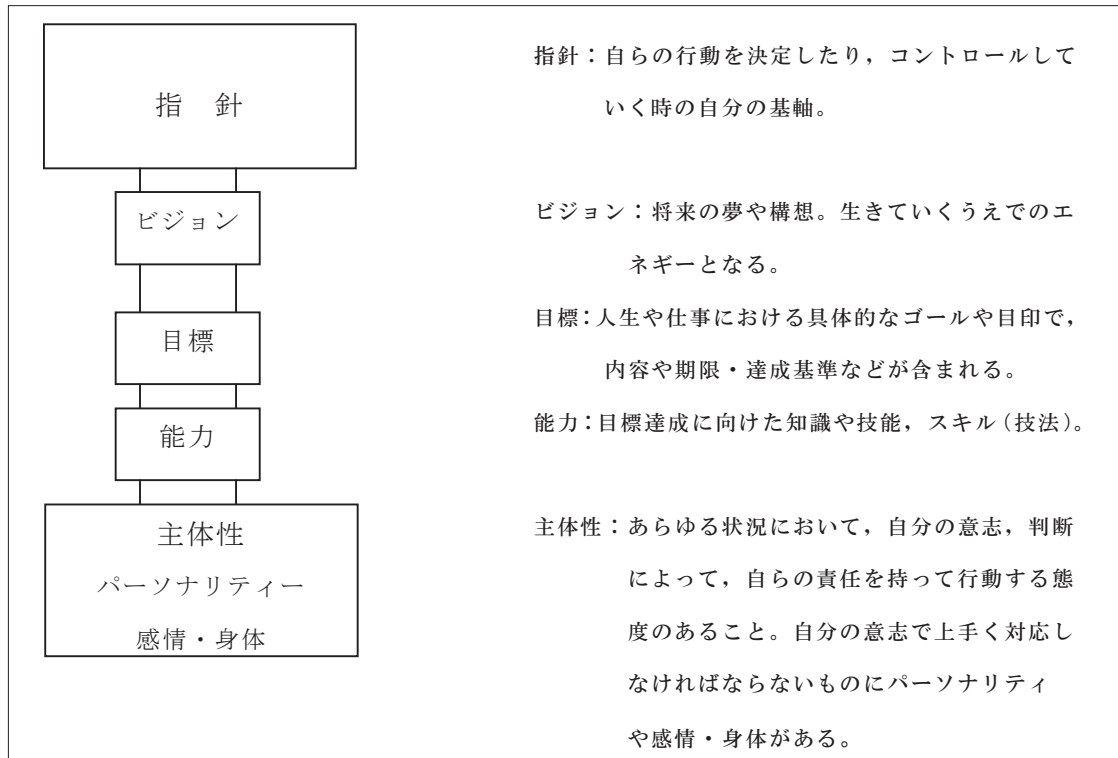 指　針
ビジョン
目標
能力
主体性
パーソナリティー
感情・身体
指針：自らの行動を決定したり，コントロールして
いく時の自分の基軸。
ビジョン：将来の夢や構想。生きていくうえでのエ
ネギーとなる。
目標：人生や仕事における具体的なゴールや目印で，
内容や期限・達成基準などが含まれる。
能力：目標達成に向けた知識や技能，スキル（技法）。
主体性：あらゆる状況において，自分の意志，判断
によって，自らの責任を持って行動する態
度のあること。自分の意志で上手く対応し
なければならないものにパーソナリティ
や感情・身体がある。